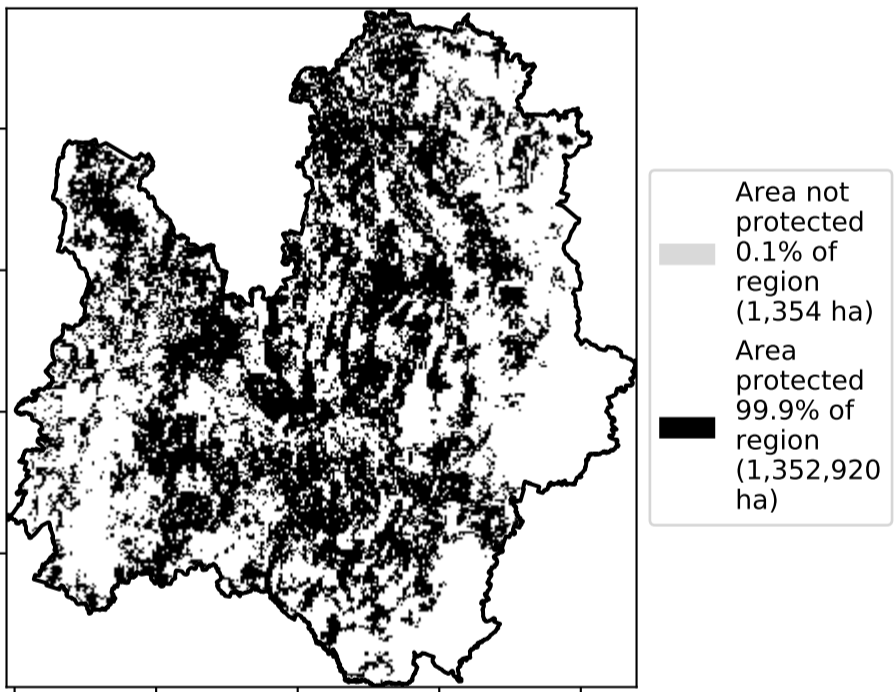 Area not
protected
0.1% of
region
(1,354 ha)
Area
protected
99.9% of
region
(1,352,920
ha)